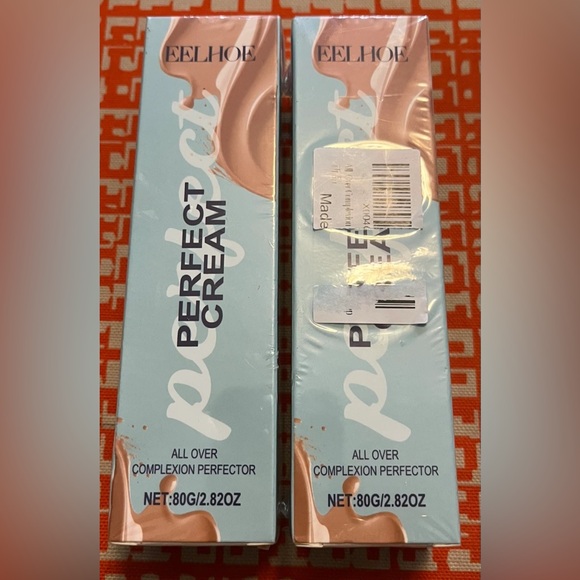 EELHOE
perfect
PERFECT
CREAM
ALL OVER
COMPLEXION PERFECTOR
NET:80G/2.82OZ
EELHOE
Made
ALL OVER
COMPLEXION PERFECTOR
NET:80G/2.82OZ